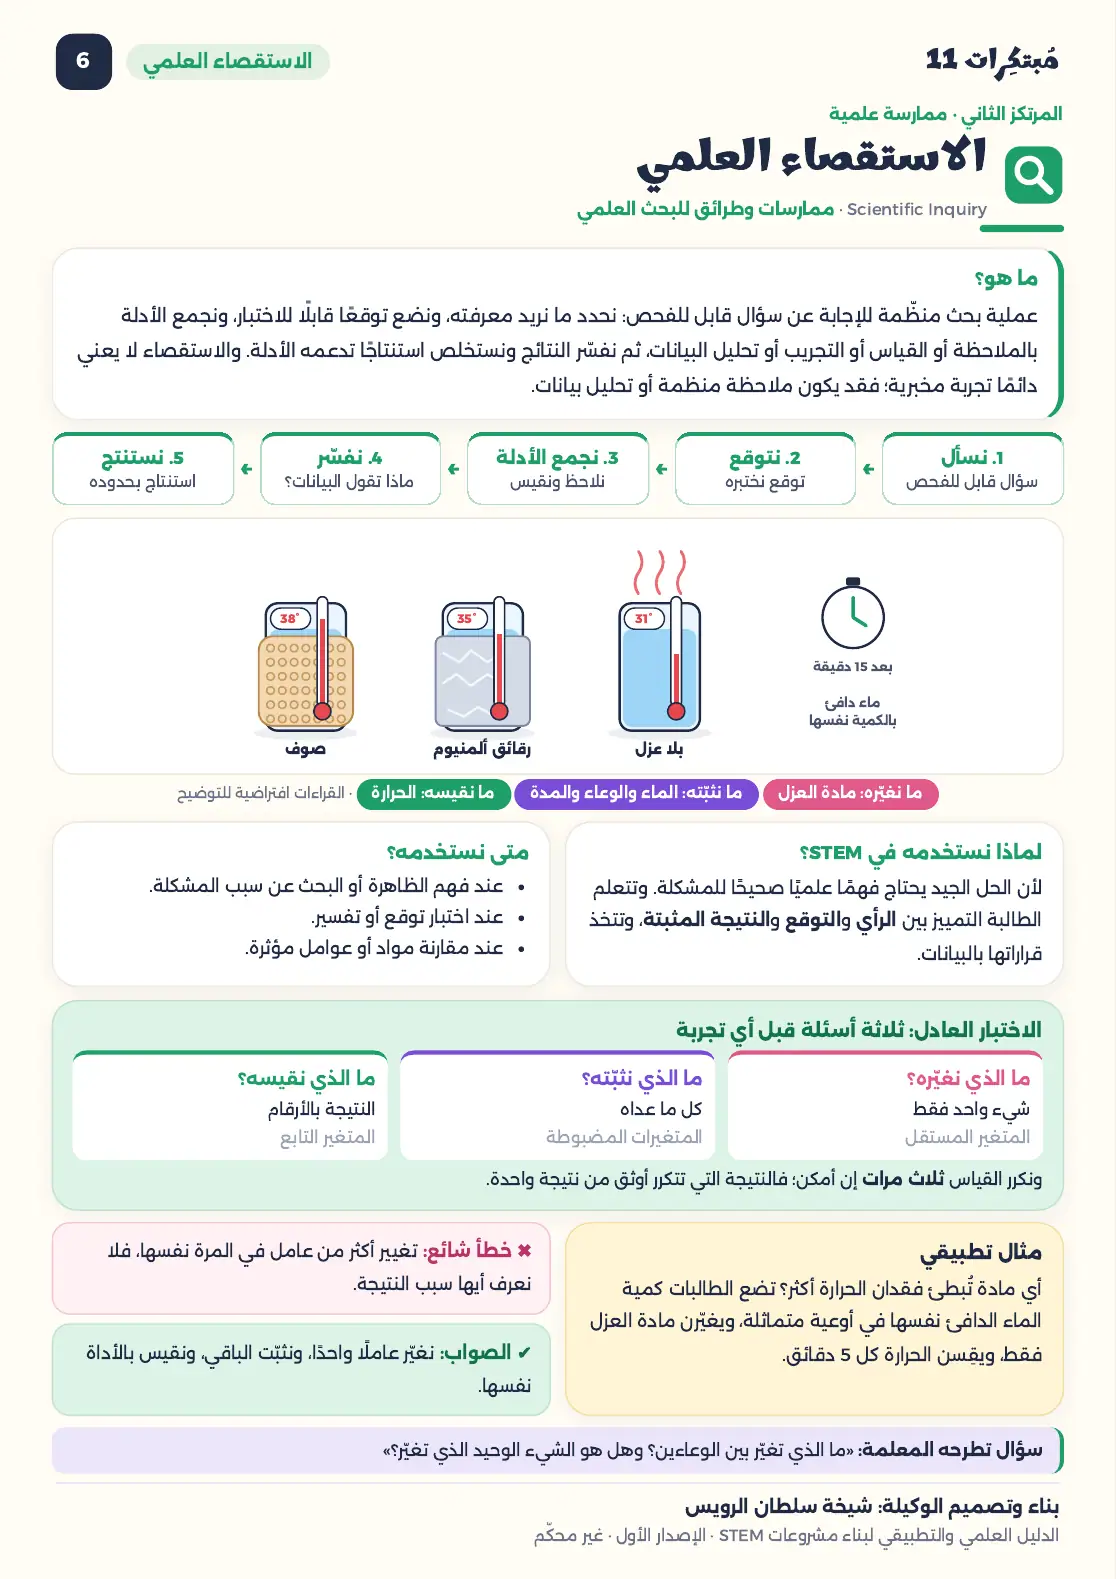 مُبتكِرات 11
الاستقصاء العلمي
6
المرتكز الثاني · ممارسة علمية
الاستقصاء العلمي
Scientific Inquiry · ممارسات وطرائق للبحث العلمي
ما هو؟
عملية بحث منظّمة للإجابة عن سؤال قابل للفحص: نحدد ما نريد معرفته، ونضع توقعًا قابلًا للاختبار، ونجمع الأدلة
بالملاحظة أو القياس أو التجريب أو تحليل البيانات، ثم نفسّر النتائج ونستخلص استنتاجًا تدعمه الأدلة. والاستقصاء لا يعني
دائمًا تجربة مخبرية؛ فقد يكون ملاحظة منظمة أو تحليل بيانات.
1. نسأل
سؤال قابل للفحص
2. نتوقع
توقع نختبره
3. نجمع الأدلة
نلاحظ ونقيس
4. نفسّر
ماذا تقول البيانات؟
5. نستنتج
استنتاج بحدوده
بعد 15 دقيقة
ماء دافئ
بالكمية نفسها
31°
بلا عزل
35°
رقائق ألمنيوم
38°
صوف
ما نغيّره: مادة العزل
ما نثبّته: الماء والوعاء والمدة
ما نقيسه: الحرارة
· القراءات افتراضية للتوضيح
لماذا نستخدمه في STEM؟
لأن الحل الجيد يحتاج فهمًا علميًا صحيحًا للمشكلة. وتتعلم
الطالبة التمييز بين الرأي والتوقع والنتيجة المثبتة، وتتخذ
قراراتها بالبيانات.
متى نستخدمه؟
• عند فهم الظاهرة أو البحث عن سبب المشكلة.
• عند اختبار توقع أو تفسير.
• عند مقارنة مواد أو عوامل مؤثرة.
الاختبار العادل: ثلاثة أسئلة قبل أي تجربة
ما الذي نغيّره؟
شيء واحد فقط
المتغير المستقل
ما الذي نثبّته؟
كل ما عداه
المتغيرات المضبوطة
ما الذي نقيسه؟
النتيجة بالأرقام
المتغير التابع
ونكرر القياس ثلاث مرات إن أمكن؛ فالنتيجة التي تتكرر أوثق من نتيجة واحدة.
مثال تطبيقي
أي مادة تُبطئ فقدان الحرارة أكثر؟ تضع الطالبات كمية
الماء الدافئ نفسها في أوعية متماثلة، ويغيّرن مادة العزل
فقط، ويقِسن الحرارة كل 5 دقائق.
✖ خطأ شائع: تغيير أكثر من عامل في المرة نفسها، فلا
نعرف أيها سبب النتيجة.
✔ الصواب: نغيّر عاملًا واحدًا، ونثبّت الباقي، ونقيس بالأداة
نفسها.
سؤال تطرحه المعلمة: «ما الذي تغيّر بين الوعاءين؟ وهل هو الشيء الوحيد الذي تغيّر؟»
بناء وتصميم الوكيلة: شيخة سلطان الرويس
الدليل العلمي والتطبيقي لبناء مشروعات STEM · الإصدار الأول · غير محكّم